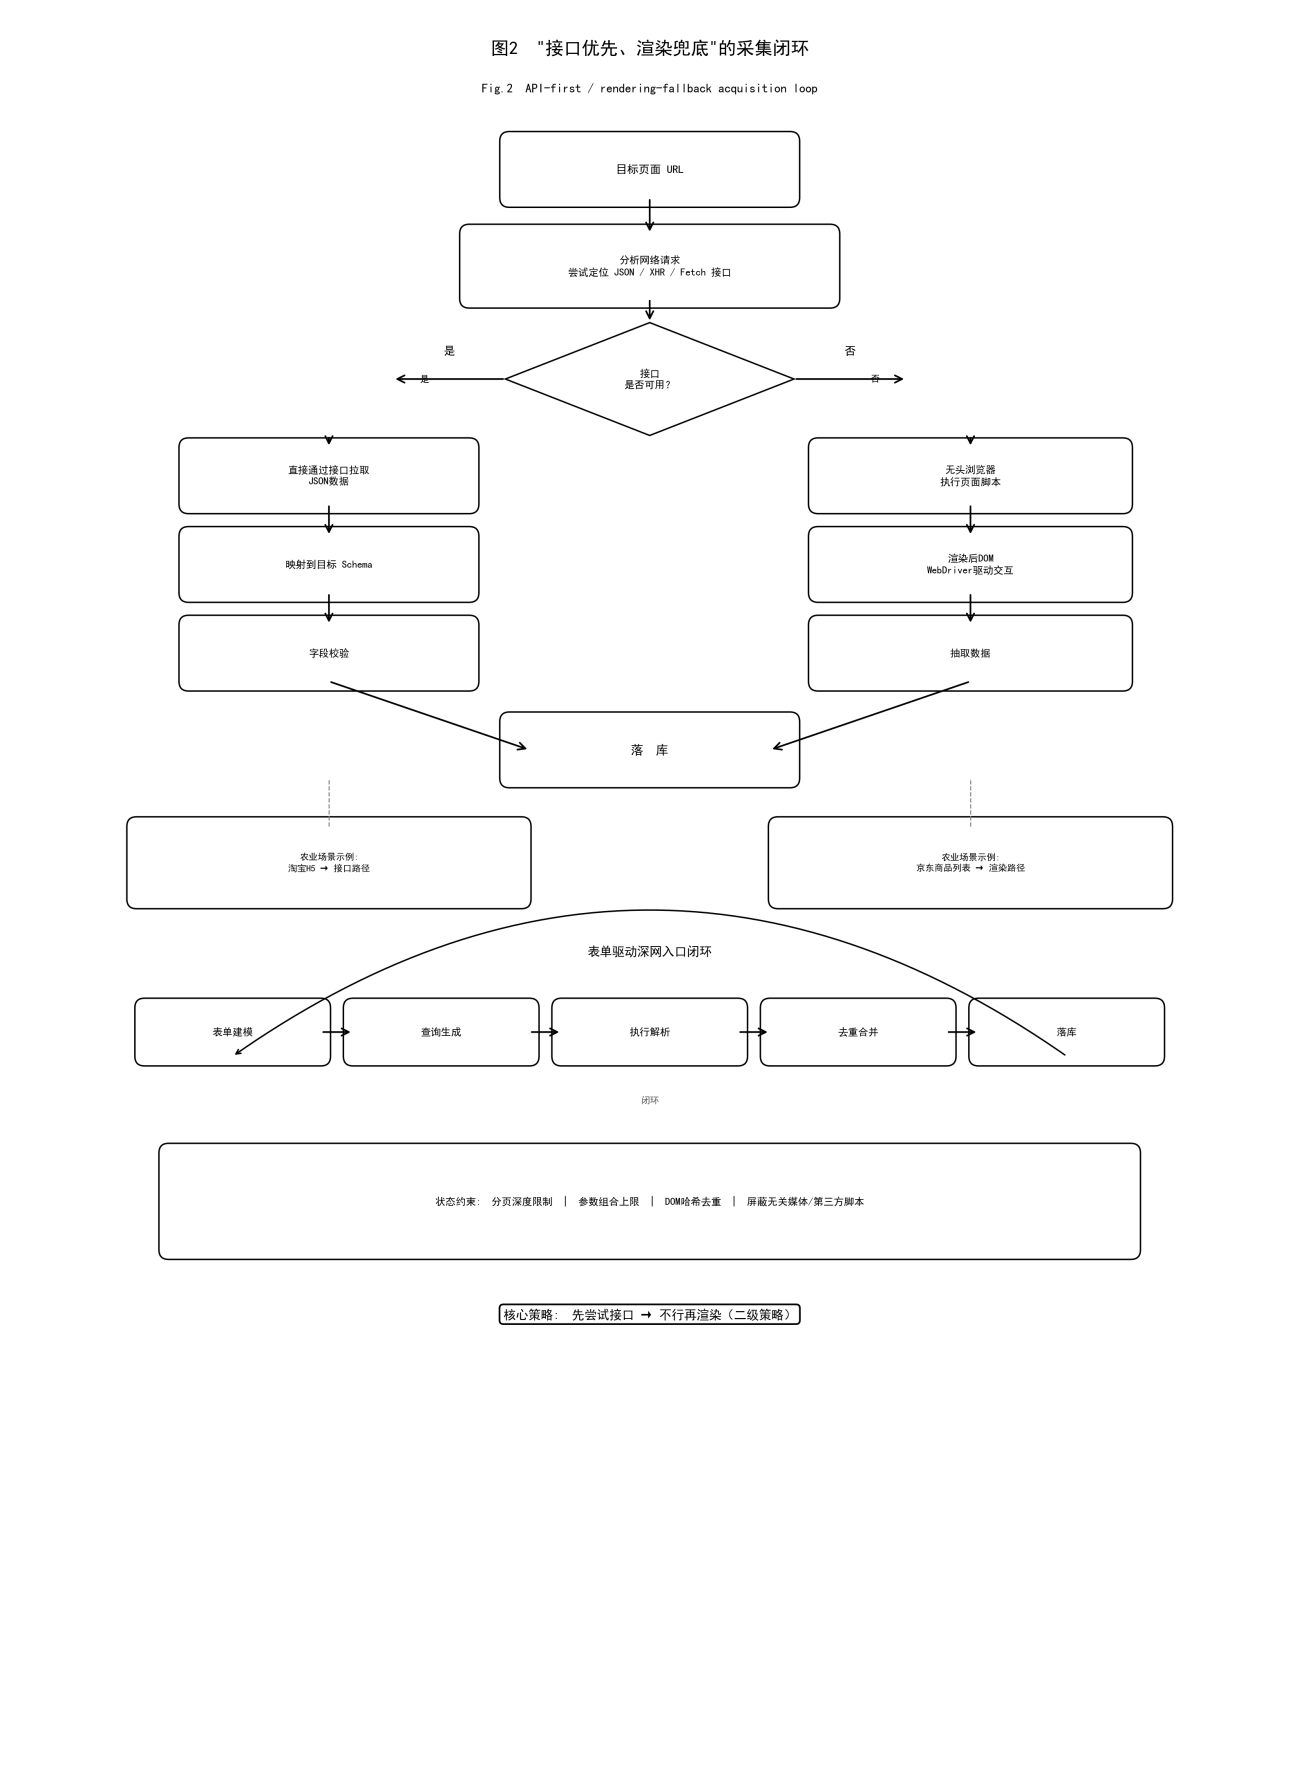 图2  "接口优先、渲染兜底"的采集闭环
Fig.2  API-first / rendering-fallback acquisition loop
目标页面 URL
分析网络请求
尝试定位 JSON / XHR / Fetch 接口
是
否
接口
是否可用?
是
否
直接通过接口拉取
JSON数据
无头浏览器
执行页面脚本
映射到目标 Schema
渲染后DOM
WebDriver驱动交互
字段校验
抽取数据
落  库
农业场景示例:
淘宝H5 → 接口路径
农业场景示例:
京东商品列表 → 渲染路径
表单驱动深网入口闭环
表单建模
查询生成
执行解析
去重合并
落库
闭环
状态约束:  分页深度限制  |  参数组合上限  |  DOM哈希去重  |  屏蔽无关媒体/第三方脚本
核心策略:  先尝试接口 → 不行再渲染（二级策略）